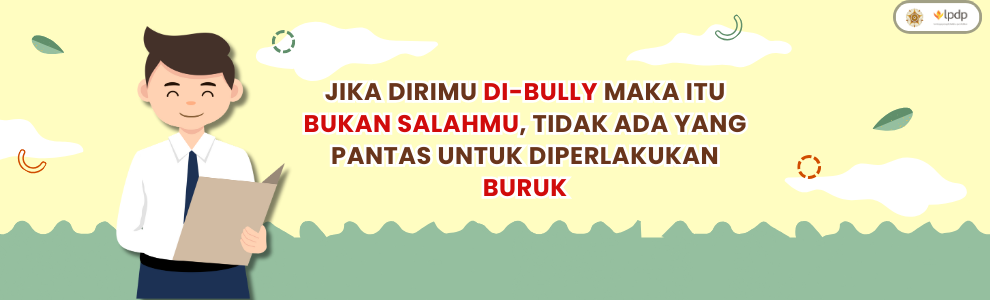 lpdp
JIKA DIRIMU DI-BULLY MAKA ITU
BUKAN SALAHMU, TIDAK ADA YANG
PANTAS UNTUK DIPERLAKUKAN
BURUK